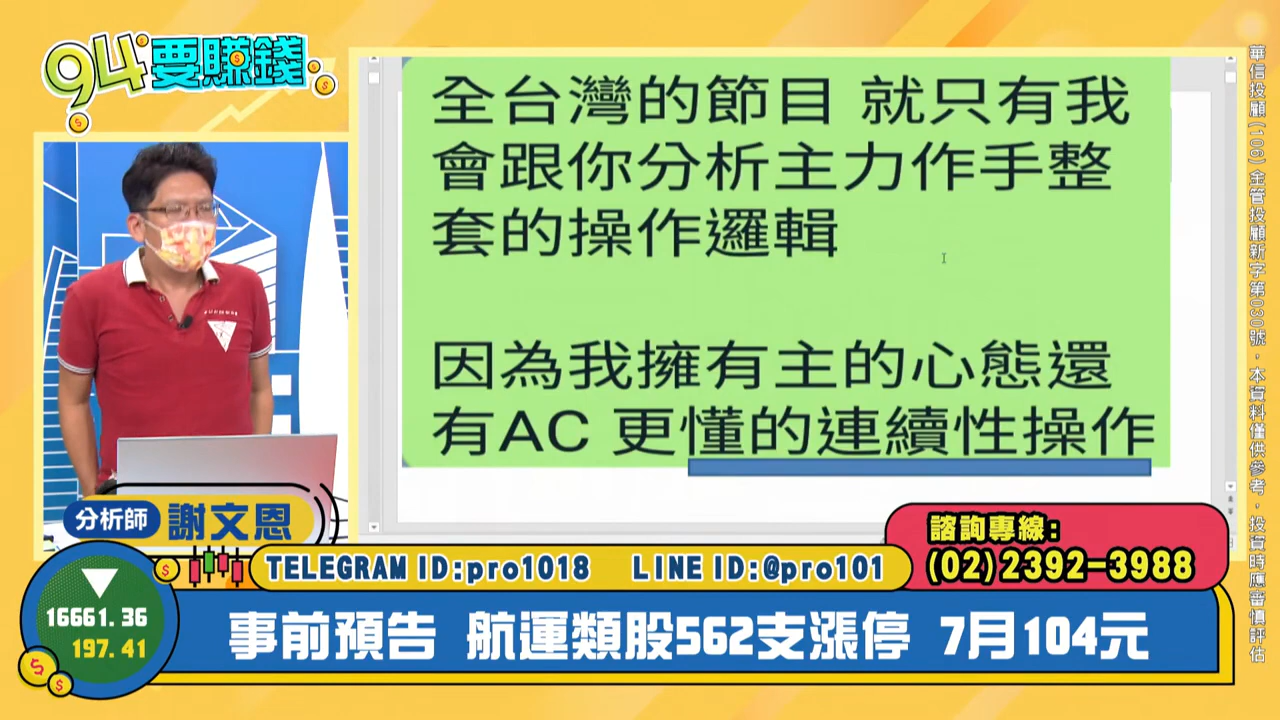 94要賺錢
全台灣的節目 就只有我
會跟你分析主力作手整
套的操作邏輯
因為我擁有主的心態還
有AC 更懂的連續性操作
華信投顧(106)金管投顧新字第030號，本資料僅供參考，投資時應審慎評估
分析師 謝文恩
諮詢專線:
(02)2392-3988
TELEGRAM ID:pro1018 LINE ID:@pro101
16661.36
197.41
事前預告 航運類股562支漲停 7月104元